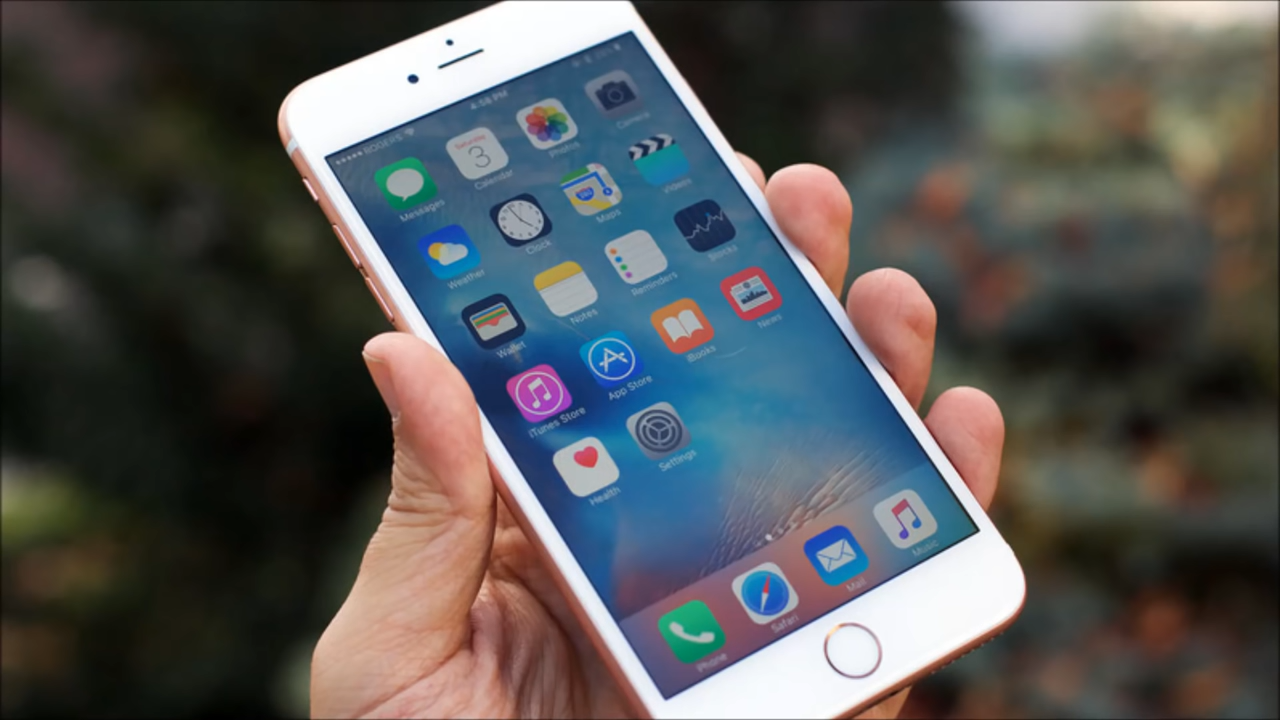 ROGERS
4:58 PM
Messages
Saturday
3
Calendar
Photos
Camera
Weather
Clock
Maps
Videos
Wallet
Notes
Reminders
Stocks
iTunes Store
App Store
iBooks
News
Health
Settings
Phone
Safari
Mail
Music